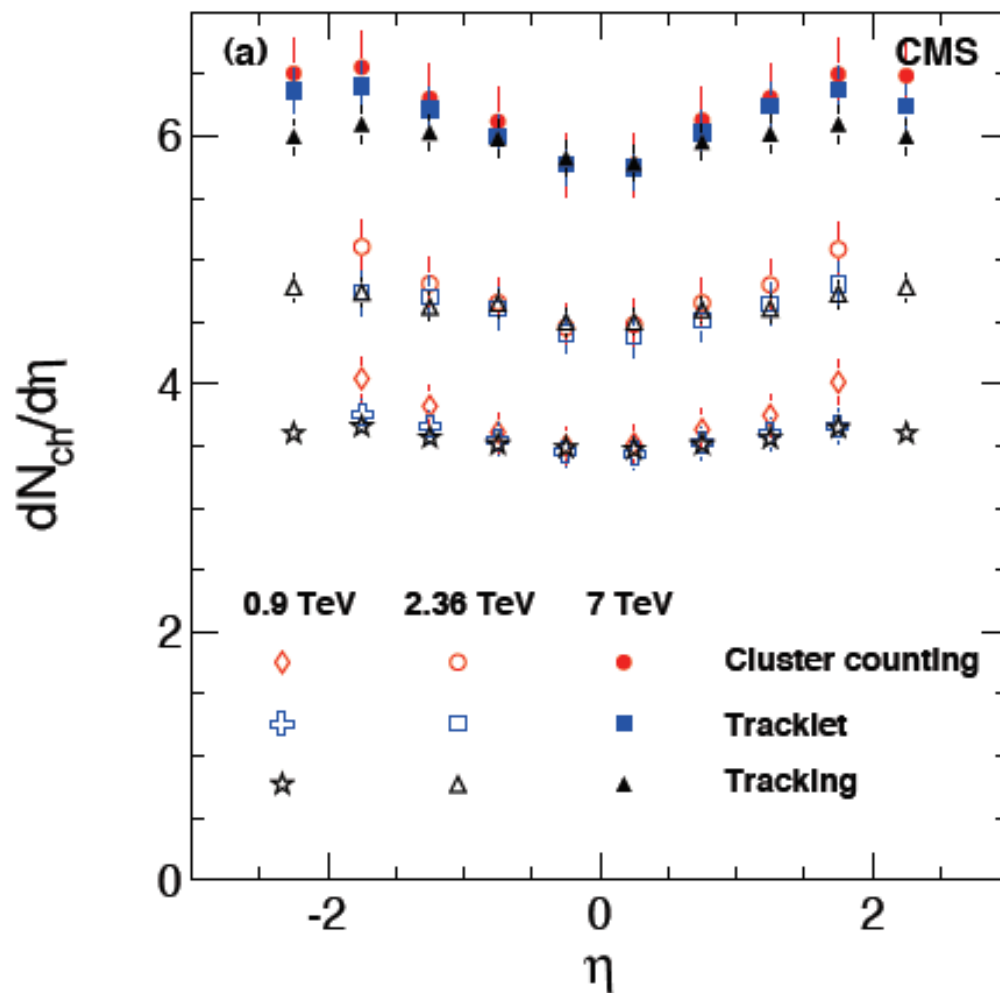 (a) CMS
6
4
2
0
dN_ch/dη
0.9 TeV 2.36 TeV 7 TeV
Cluster counting
Tracklet
Tracking
-2 0 2
η